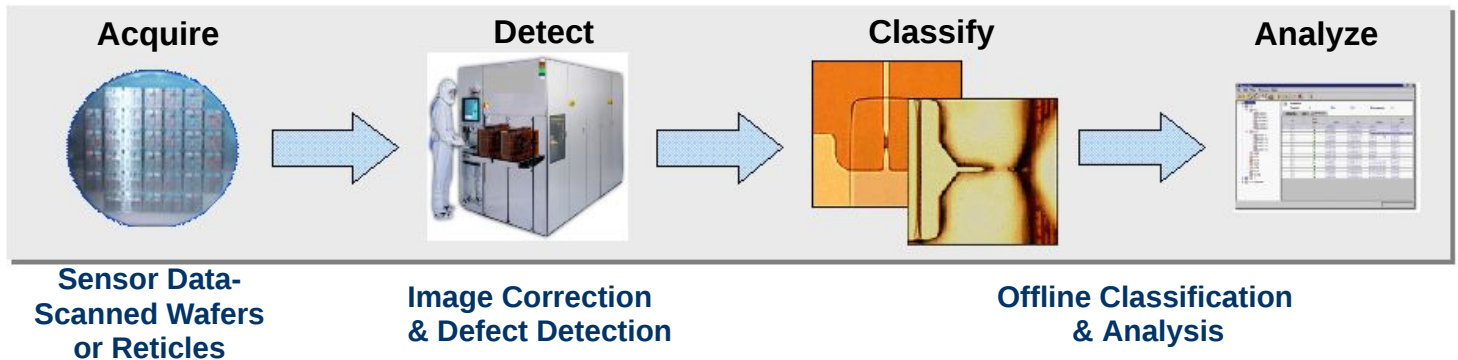 Acquire
Detect
Classify
Analyze
Sensor Data-
Scanned Wafers
or Reticles
Image Correction
& Defect Detection
Offline Classification
& Analysis